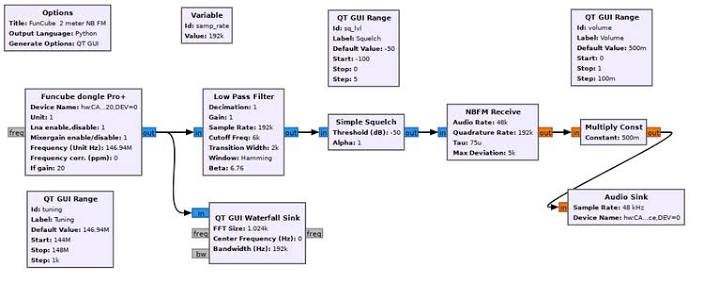 Options
Title: FunCube 2 meter NB FM
Output Language: Python
Generate Options: QT GUI
Variable
Id: samp_rate
Value: 192k
QT GUI Range
Id: sq_lvl
Label: Squelch
Default Value: -50
Start: -100
Stop: 0
Step: 5
QT GUI Range
Id: volume
Label: Volume
Default Value: 500m
Start: 0
Stop: 1
Step: 100m
Funcube dongle Pro+
Device Name: hwCA...20,DEV=0
Unit: 1
Lna enable,disable: 1
Mixergain enable/disable: 1
Frequency (Unit Hz): 146.94M
Frequency corr. (ppm): 0
If gain: 20
freq
out
in
Low Pass Filter
Decimation: 1
Gain: 1
Sample Rate: 192k
Cutoff Freq: 6k
Transition Width: 2k
Window: Hamming
Beta: 6.76
out
in
Simple Squelch
Threshold (dB): -50
Alpha: 1
out
in
NBFM Receive
Audio Rate: 48k
Quadrature Rate: 192k
Tau: 75u
Max Deviation: 5k
out
in
Multiply Const
Constant: 500m
out
in
Audio Sink
Sample Rate: 48 kHz
Device Name: hwCA...ce,DEV=0
QT GUI Range
Id: tuning
Label: Tuning
Default Value: 146.94M
Start: 144M
Stop: 148M
Step: 1k
in
freq
bw
QT GUI Waterfall Sink
FFT Size: 1.024k
Center Frequency (Hz): 0
Bandwidth (Hz): 192k
freq